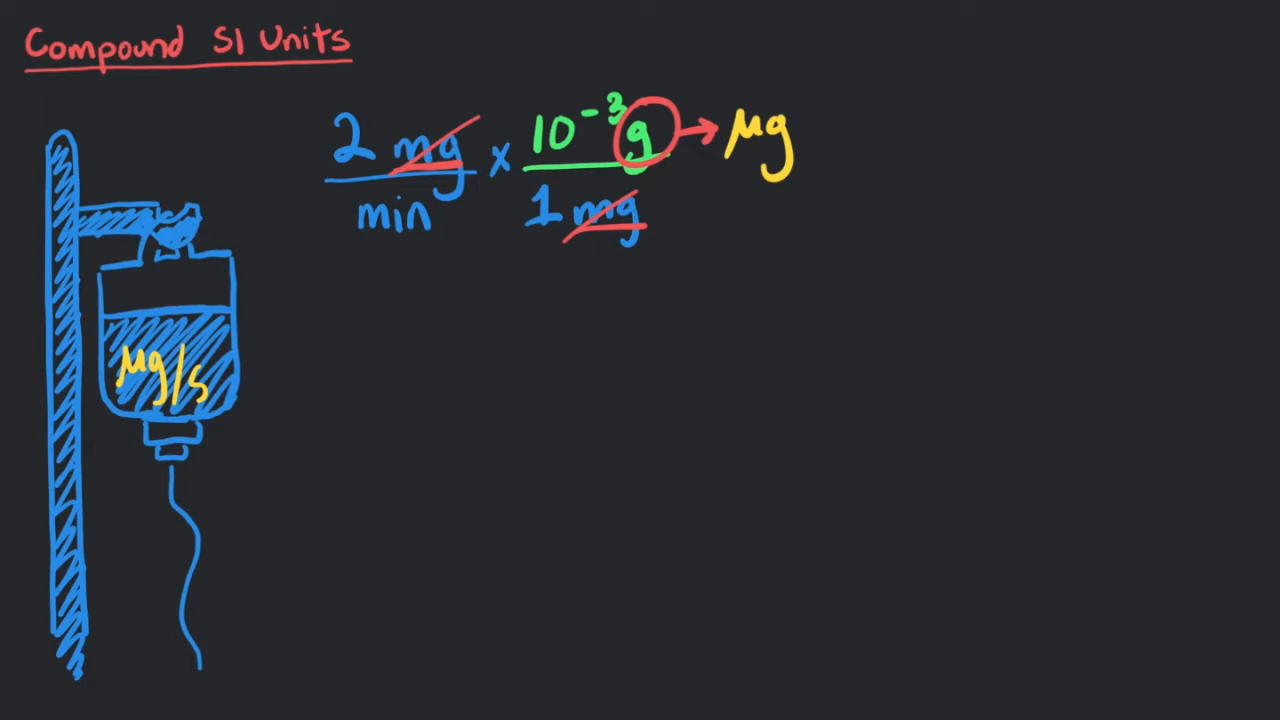 Compound SI Units
2 mg × 10⁻³ g → μg
min 1 mg
μg/s